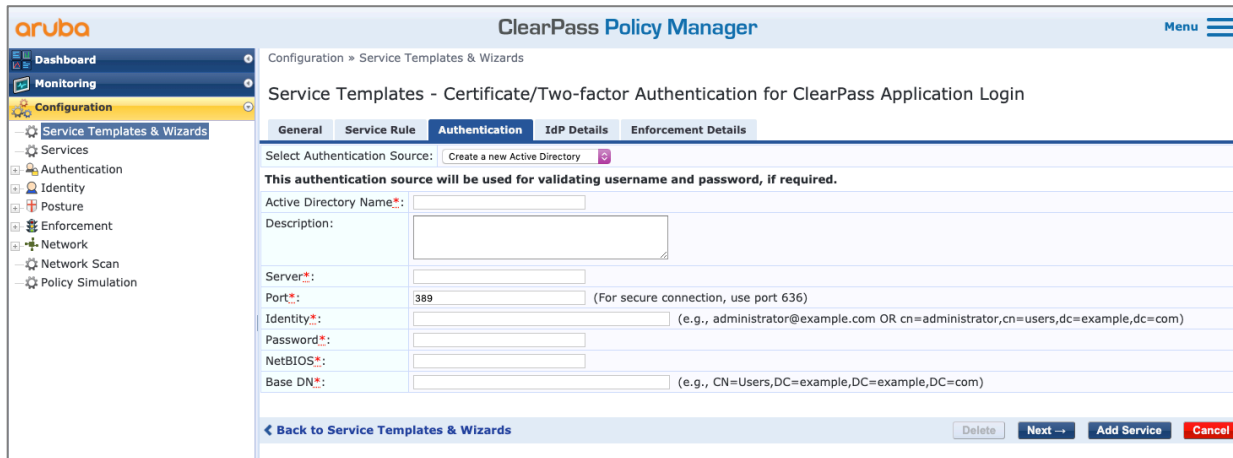 aruba
ClearPass Policy Manager
Menu
Dashboard
Monitoring
Configuration
Service Templates & Wizards
Services
Authentication
Identity
Posture
Enforcement
Network
Network Scan
Policy Simulation
Configuration » Service Templates & Wizards
Service Templates - Certificate/Two-factor Authentication for ClearPass Application Login
General Service Rule Authentication IdP Details Enforcement Details
Select Authentication Source: Create a new Active Directory
This authentication source will be used for validating username and password, if required.
Active Directory Name*:
Description:
Server*:
Port*: 389 (For secure connection, use port 636)
Identity*: (e.g., administrator@example.com OR cn=administrator,cn=users,dc=example,dc=com)
Password*:
NetBIOS*:
Base DN*: (e.g., CN=Users,DC=example,DC=example,DC=com)
Back to Service Templates & Wizards Delete Next → Add Service Cancel